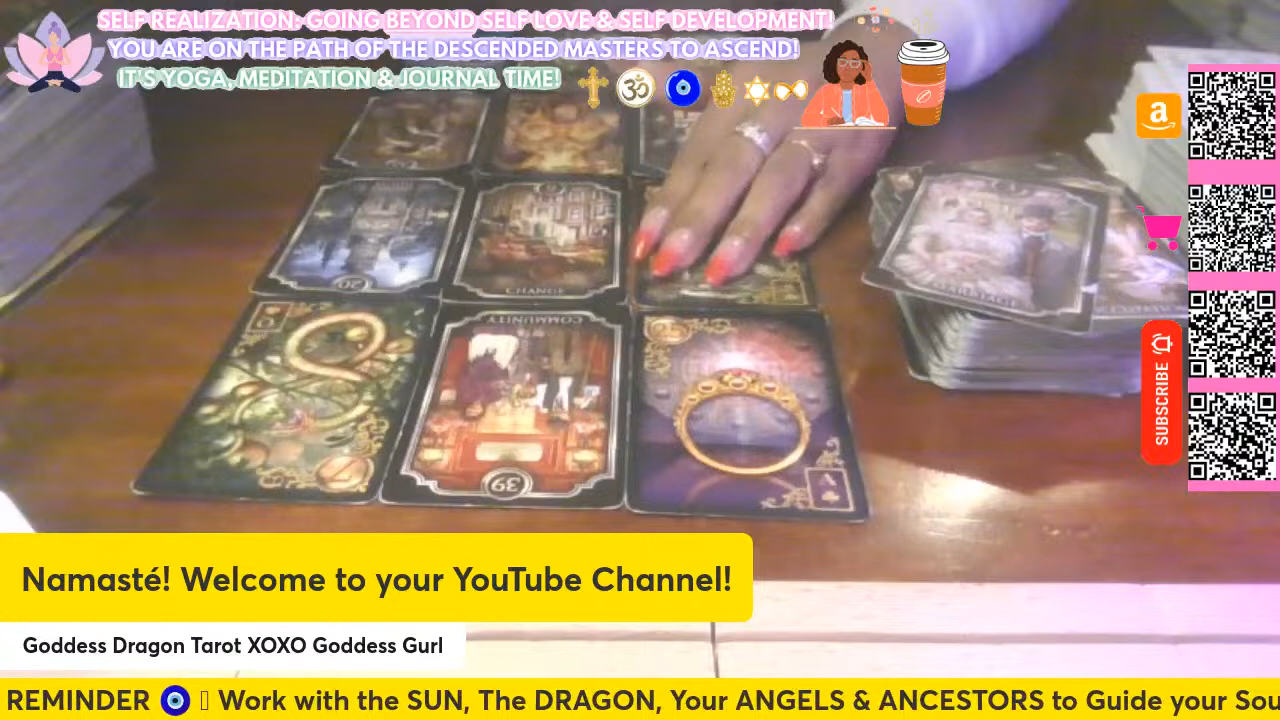 SELF REALIZATION: GOING BEYOND SELF LOVE & SELF DEVELOPMENT!
YOU ARE ON THE PATH OF THE DESCENDED MASTERS TO ASCEND!
IT'S YOGA, MEDITATION & JOURNAL TIME!
ॐ
a
20
CHANGE
MARRIAGE
SUBSCRIBE
Q
COMMUNITY
39
A
Namasté! Welcome to your YouTube Channel!
Goddess Dragon Tarot XOXO Goddess Gurl
REMINDER 🧿 Work with the SUN, The DRAGON, Your ANGELS & ANCESTORS to Guide your Sou